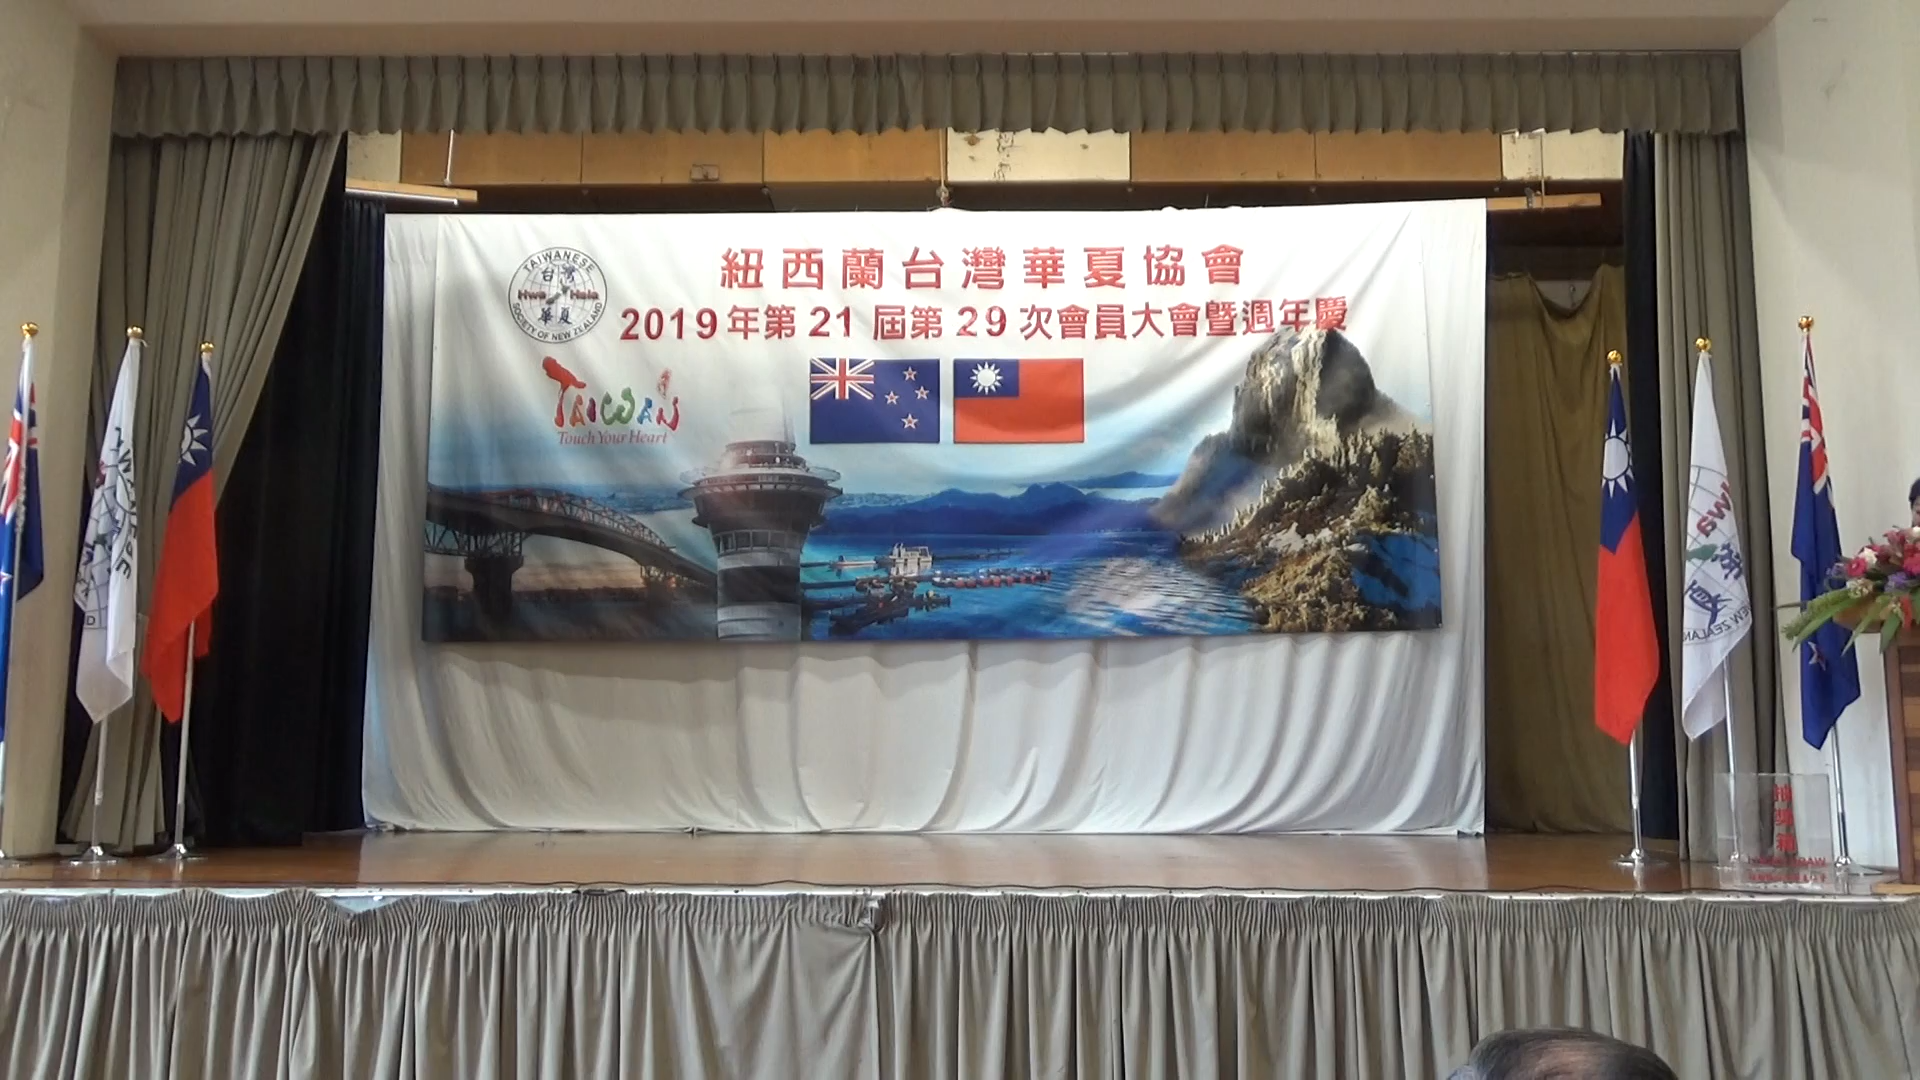 紐西蘭台灣華夏協會
2019年第21屆第29次會員大會暨週年慶
TAIWANESE
台灣
Hwa Hsia
華夏
SOCIETY OF NEW ZEALAND
TAIWAN
Touch Your Heart